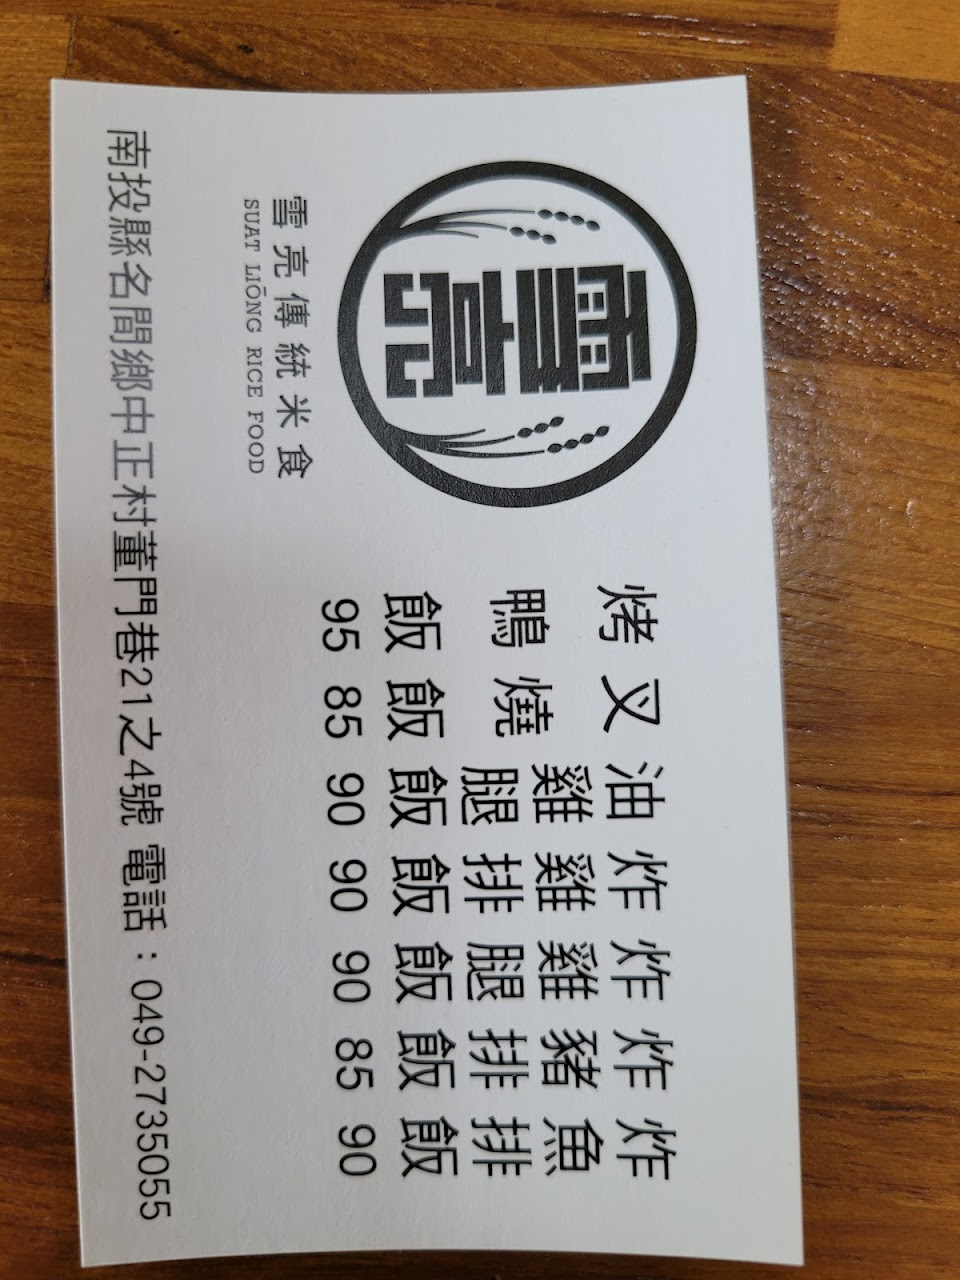 雪亮
雪亮傳統米食
SUAT LIŌNG RICE FOOD
烤鴨飯 95
叉燒飯 85
油雞腿飯 90
炸雞排飯 90
炸雞腿飯 90
炸豬排飯 85
炸魚排飯 90
南投縣名間鄉中正村董門巷21之4號 電話：049-2735055